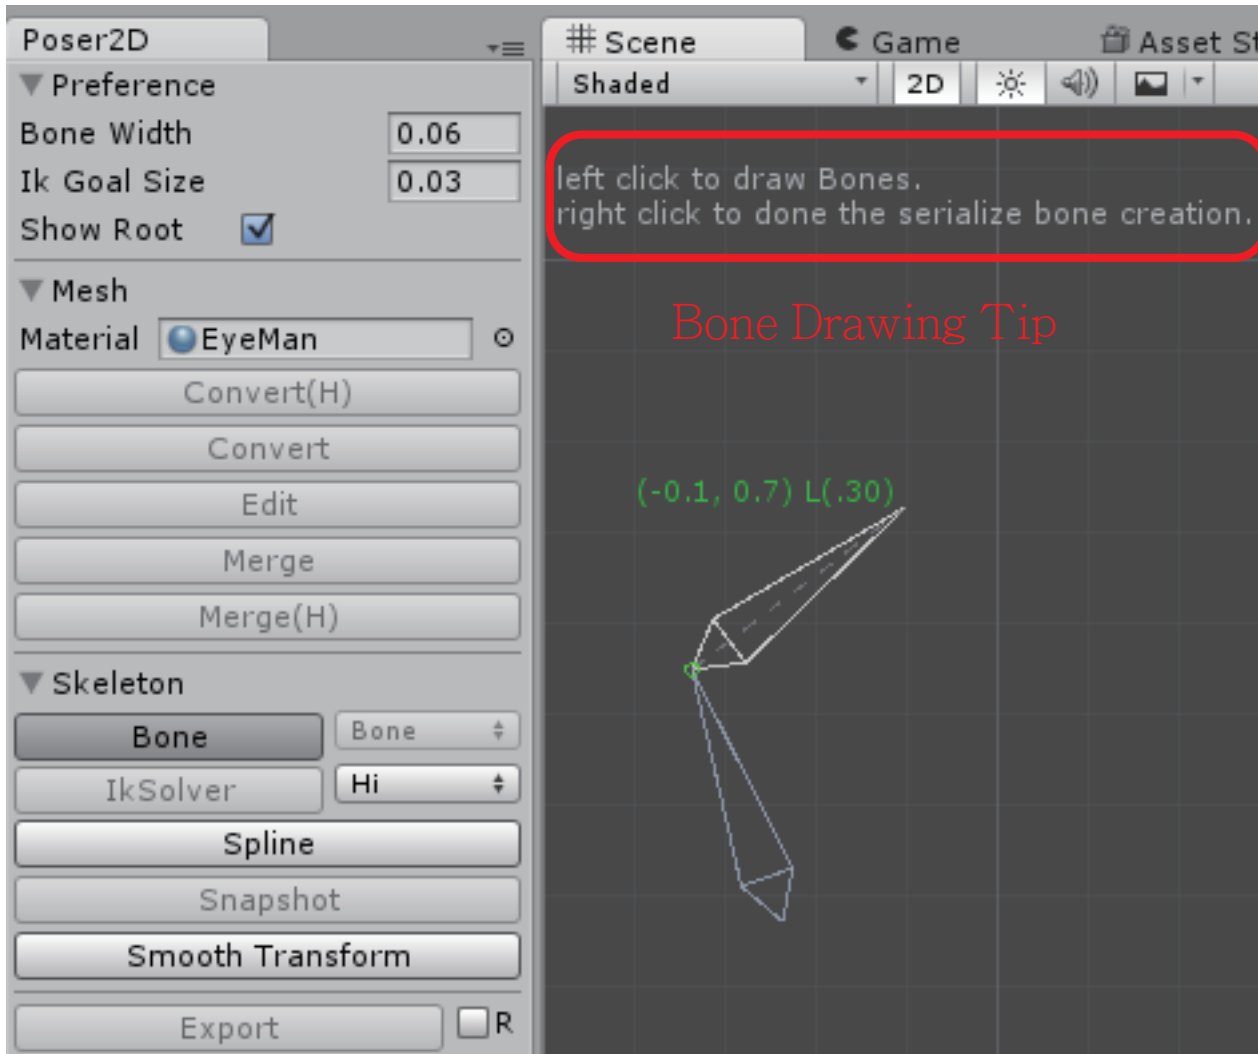 Poser2D
Preference
Bone Width 0.06
Ik Goal Size 0.03
Show Root
Mesh
Material EyeMan
Convert(H)
Convert
Edit
Merge
Merge(H)
Skeleton
Bone Bone
IkSolver Hi
Spline
Snapshot
Smooth Transform
Export R
Scene Game Asset St
Shaded 2D
left click to draw Bones.
right click to done the serialize bone creation.
Bone Drawing Tip
(-0.1, 0.7) L(.30)